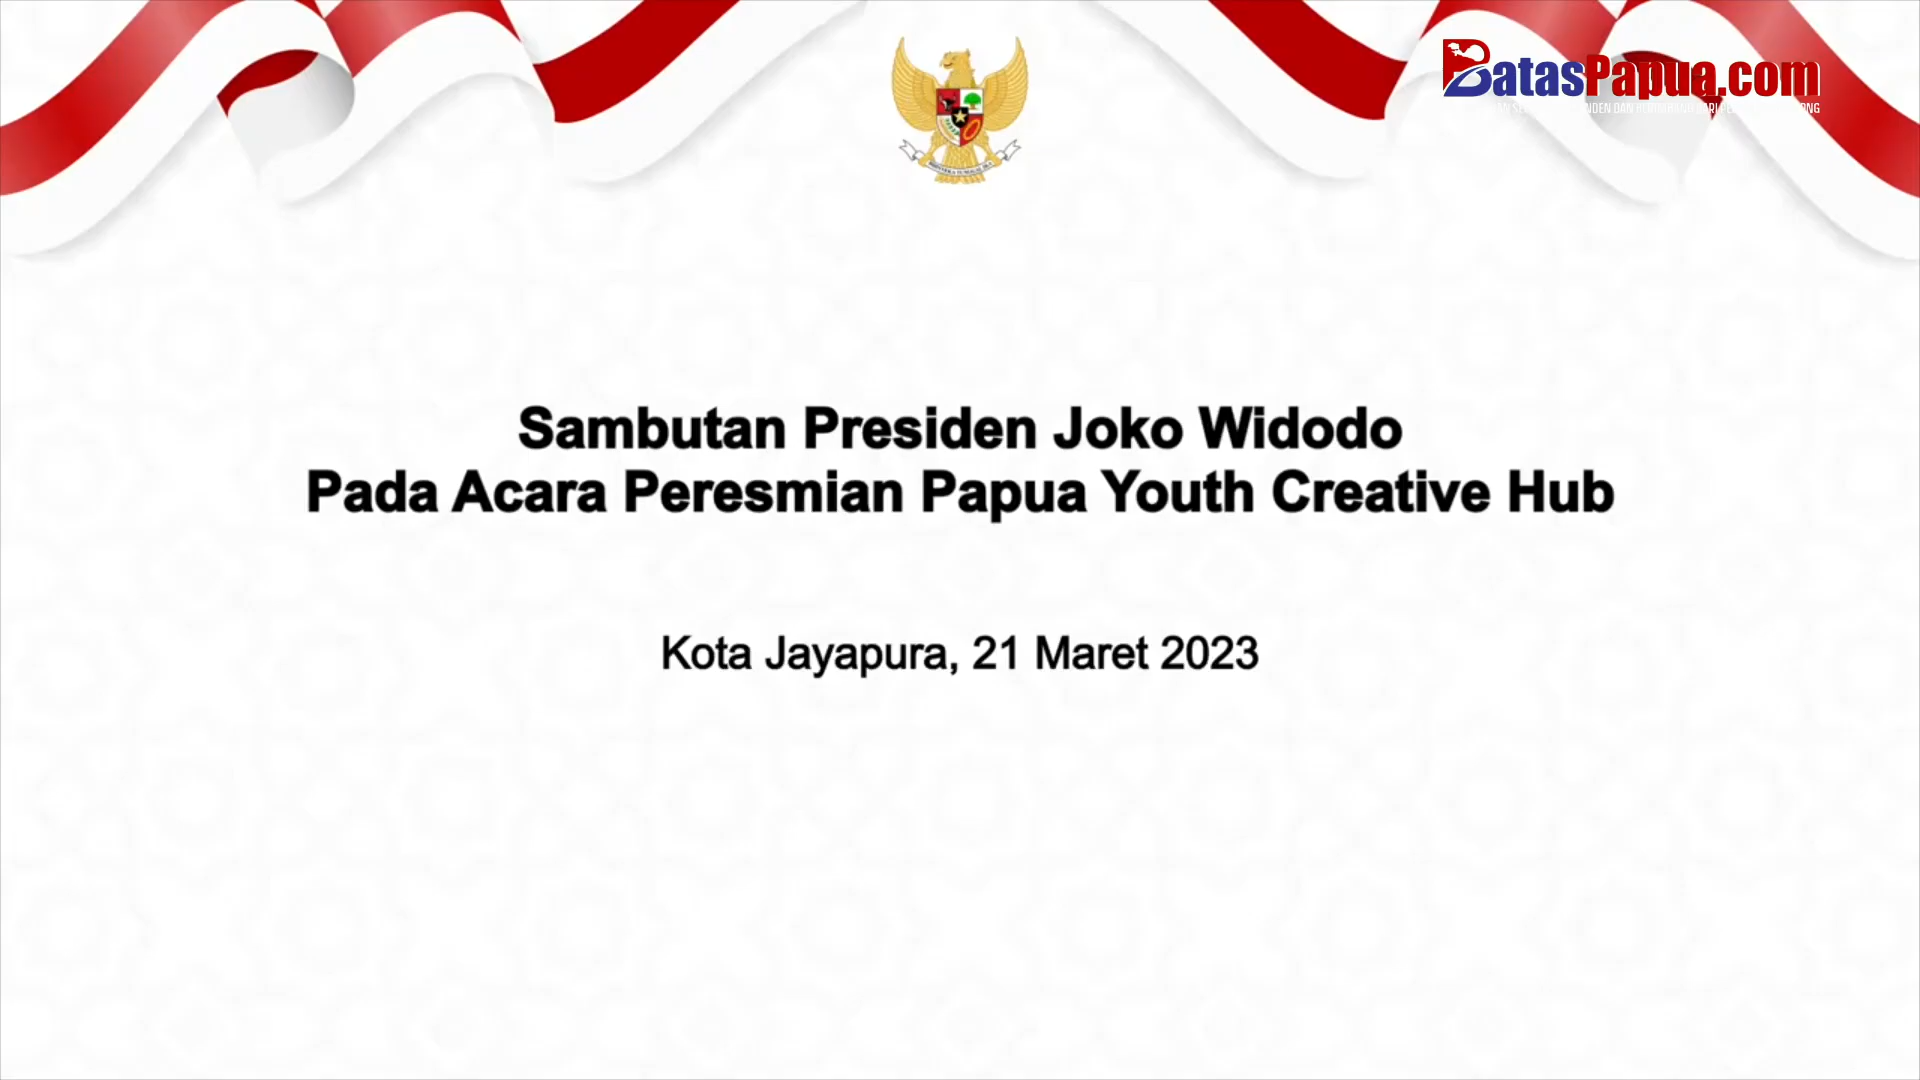 BatasPapua.com
Sambutan Presiden Joko Widodo
Pada Acara Peresmian Papua Youth Creative Hub
Kota Jayapura, 21 Maret 2023